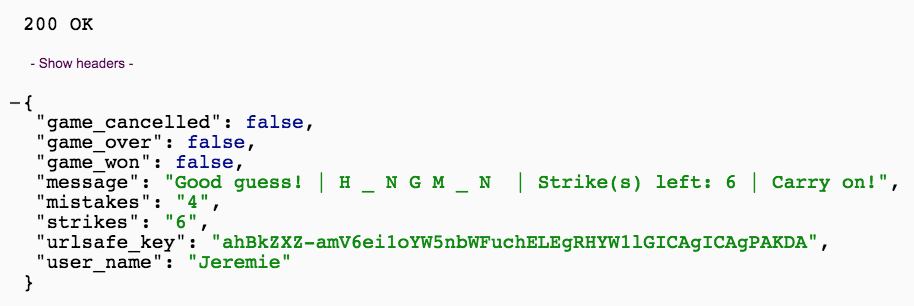 200 OK
- Show headers -
−{
"game_cancelled": false,
"game_over": false,
"game_won": false,
"message": "Good guess! | H _ N G M _ N  | Strike(s) left: 6 | Carry on!",
"mistakes": "4",
"strikes": "6",
"urlsafe_key": "ahBkZXZ-amV6ei1oYW5nbWFuchELEgRHYW1lGICAgICAgPAKDA",
"user_name": "Jeremie"
}